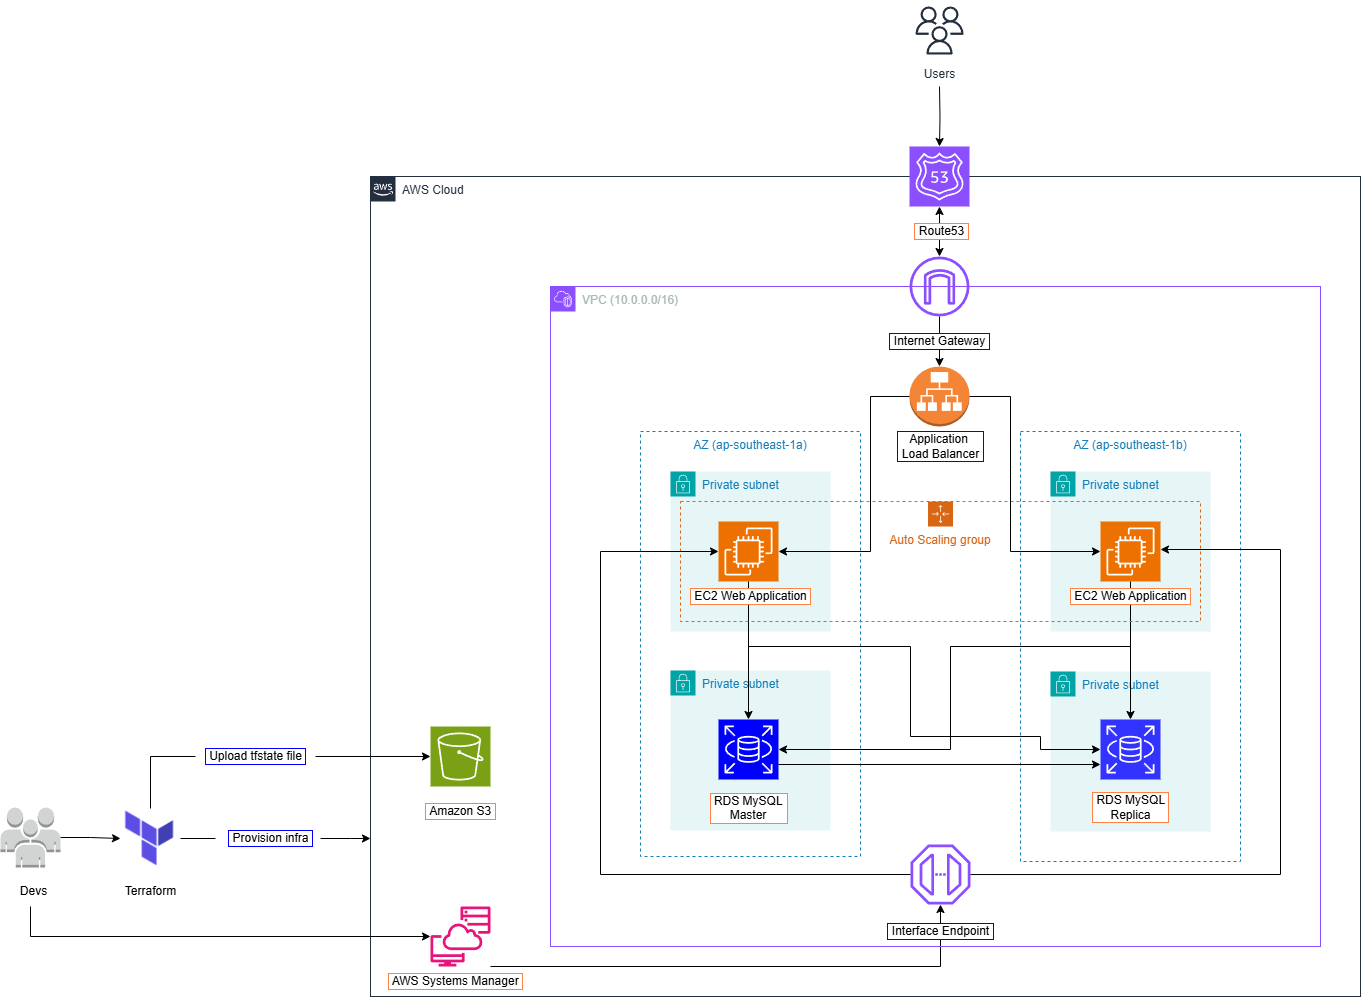 Users
53
aws
AWS Cloud
Route53
VPC (10.0.0.0/16)
Internet Gateway
Application
Load Balancer
AZ (ap-southeast-1a)
AZ (ap-southeast-1b)
Private subnet
Private subnet
Auto Scaling group
EC2 Web Application
EC2 Web Application
Private subnet
Private subnet
Upload tfstate file
RDS MySQL
Master
RDS MySQL
Replica
Amazon S3
Provision infra
Devs
Terraform
Interface Endpoint
AWS Systems Manager